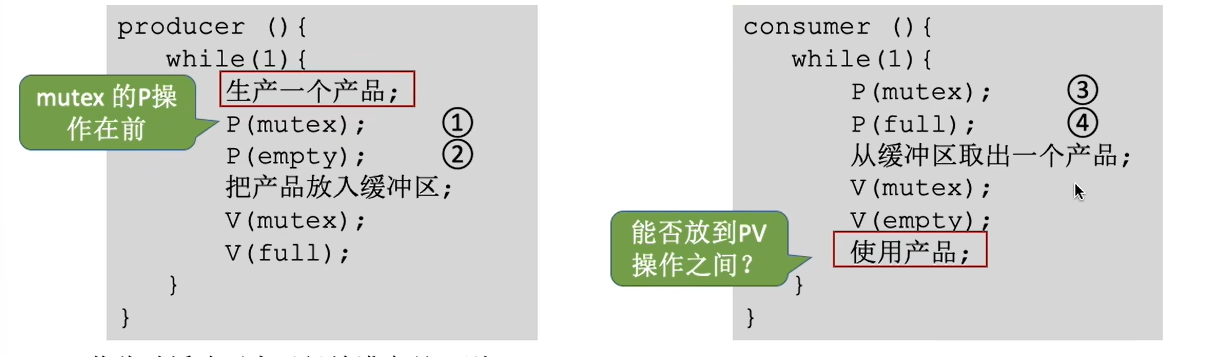 producer (){
while(1){
生产一个产品;
mutex 的P操
作在前
P(mutex); ①
P(empty); ②
把产品放入缓冲区;
V(mutex);
V(full);
}
}
consumer (){
while(1){
P(mutex); ③
P(full); ④
从缓冲区取出一个产品;
V(mutex);
V(empty);
能否放到PV
操作之间？
使用产品;
}
}